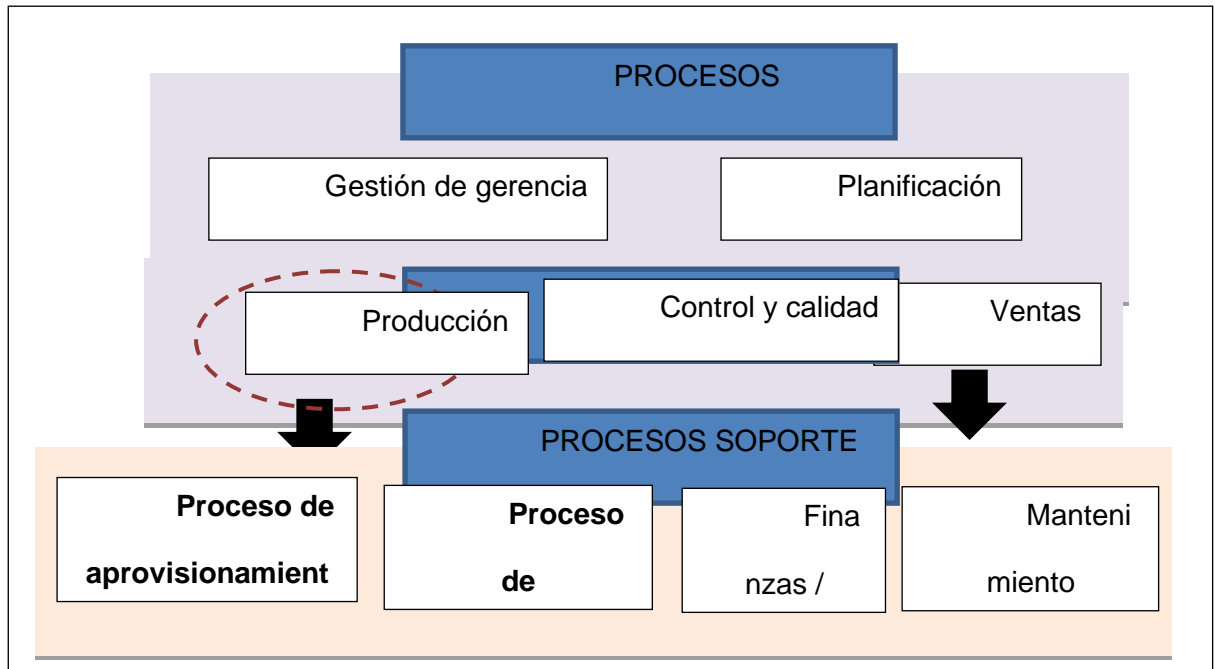 PROCESOS
Gestión de gerencia
Planificación
Producción
Control y calidad
Ventas
PROCESOS SOPORTE
Proceso de
aprovisionamient
Proceso
de
Fina
nzas /
Manteni
miento